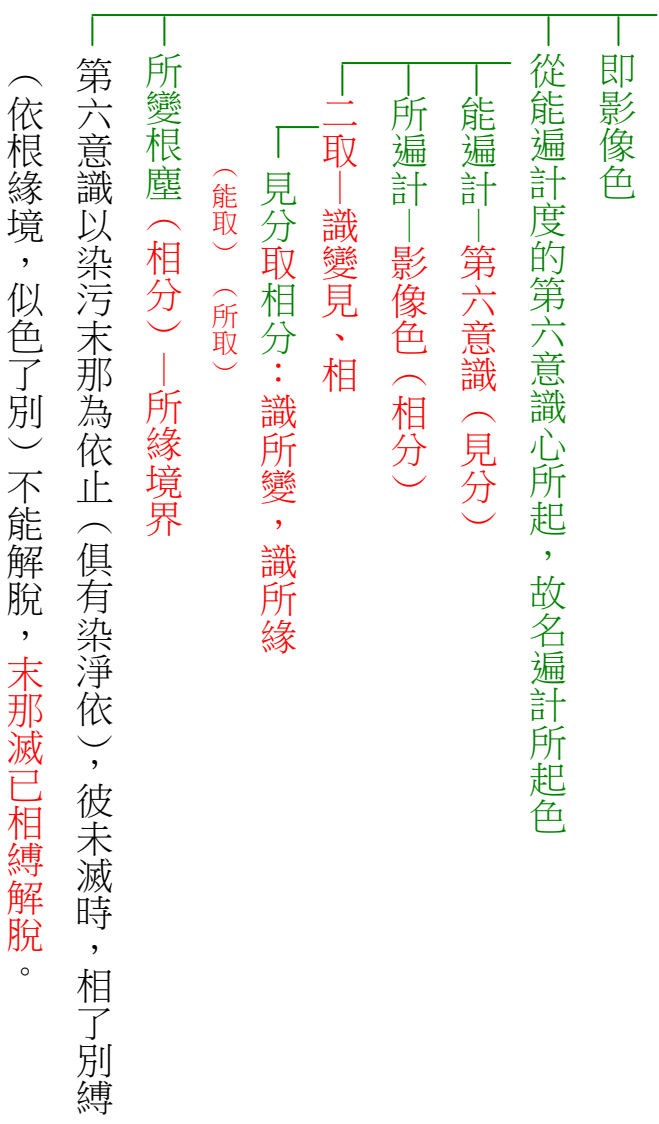 即影像色
從能遍計度的第六意識心所起，故名遍計所起色
能遍計—第六意識（見分）
所遍計—影像色（相分）
二取—識變見、相
見分取相分：識所變，識所緣
（能取）（所取）
所變根塵（相分）—所緣境界
第六意識以染污末那為依止（俱有染淨依），彼未滅時，相了別縛
（依根緣境，似色了別）不能解脫，末那滅已相縛解脫。